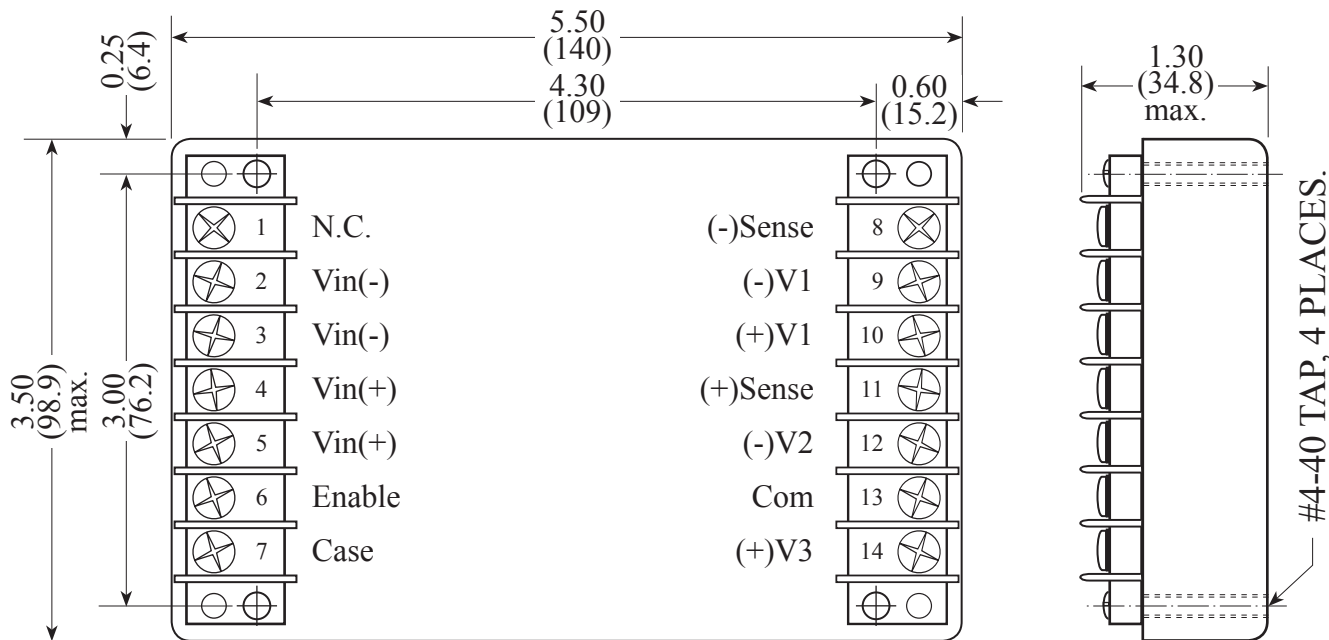 5.50
(140)
4.30
(109)
0.60
(15.2)
0.25
(6.4)
3.50
(98.9)
max.
3.00
(76.2)
1 N.C.
2 Vin(-)
3 Vin(-)
4 Vin(+)
5 Vin(+)
6 Enable
7 Case
(-)Sense 8
(-)V1 9
(+)V1 10
(+)Sense 11
(-)V2 12
Com 13
(+)V3 14
1.30
(34.8)
max.
#4-40 TAP, 4 PLACES.